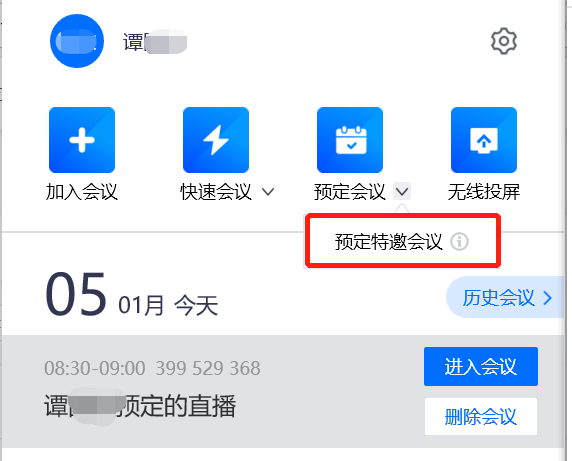 谭
加入会议 快速会议 预定会议 无线投屏
预定特邀会议
05 01月 今天 历史会议
08:30-09:00 399 529 368 进入会议
谭 预定的直播
删除会议